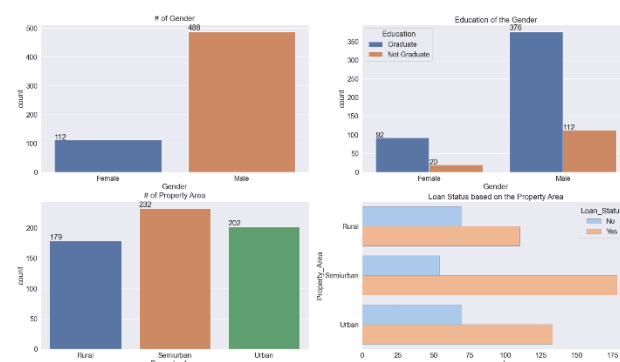 # of Gender
500
400
300
200
100
0
count
112
488
Female
Male
Gender
Education of the Gender
350
300
250
200
150
100
50
0
count
Education
Graduate
Not Graduate
92
20
376
112
Female
Male
Gender
# of Property Area
200
150
100
50
0
count
179
232
202
Rural
Semiurban
Urban
Loan Status based on the Property Area
Property_Area
Rural
Semiurban
Urban
Loan_Statu
No
Yes
0
25
50
75
100
125
150
175